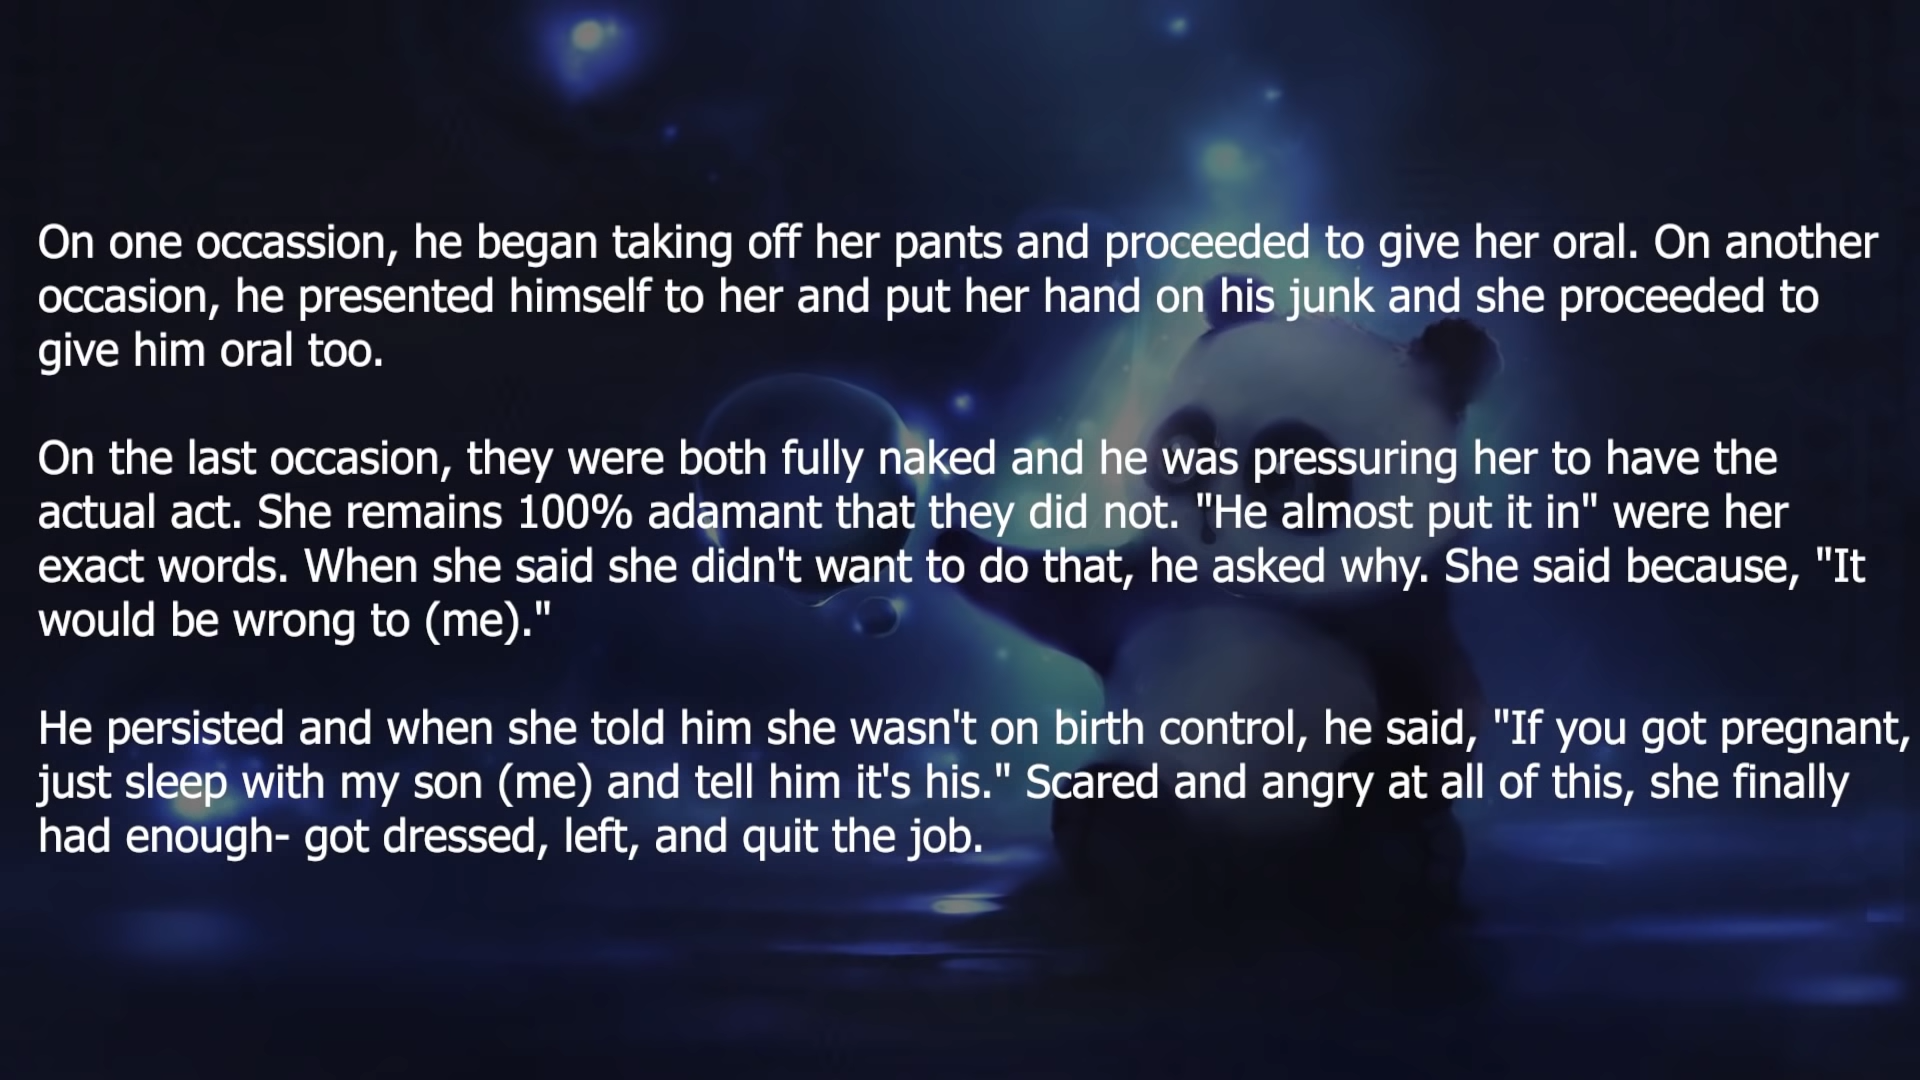 On one occassion, he began taking off her pants and proceeded to give her oral. On another
occasion, he presented himself to her and put her hand on his junk and she proceeded to
give him oral too.
On the last occasion, they were both fully naked and he was pressuring her to have the
actual act. She remains 100% adamant that they did not. "He almost put it in" were her
exact words. When she said she didn't want to do that, he asked why. She said because, "It
would be wrong to (me)."
He persisted and when she told him she wasn't on birth control, he said, "If you got pregnant,
just sleep with my son (me) and tell him it's his." Scared and angry at all of this, she finally
had enough- got dressed, left, and quit the job.